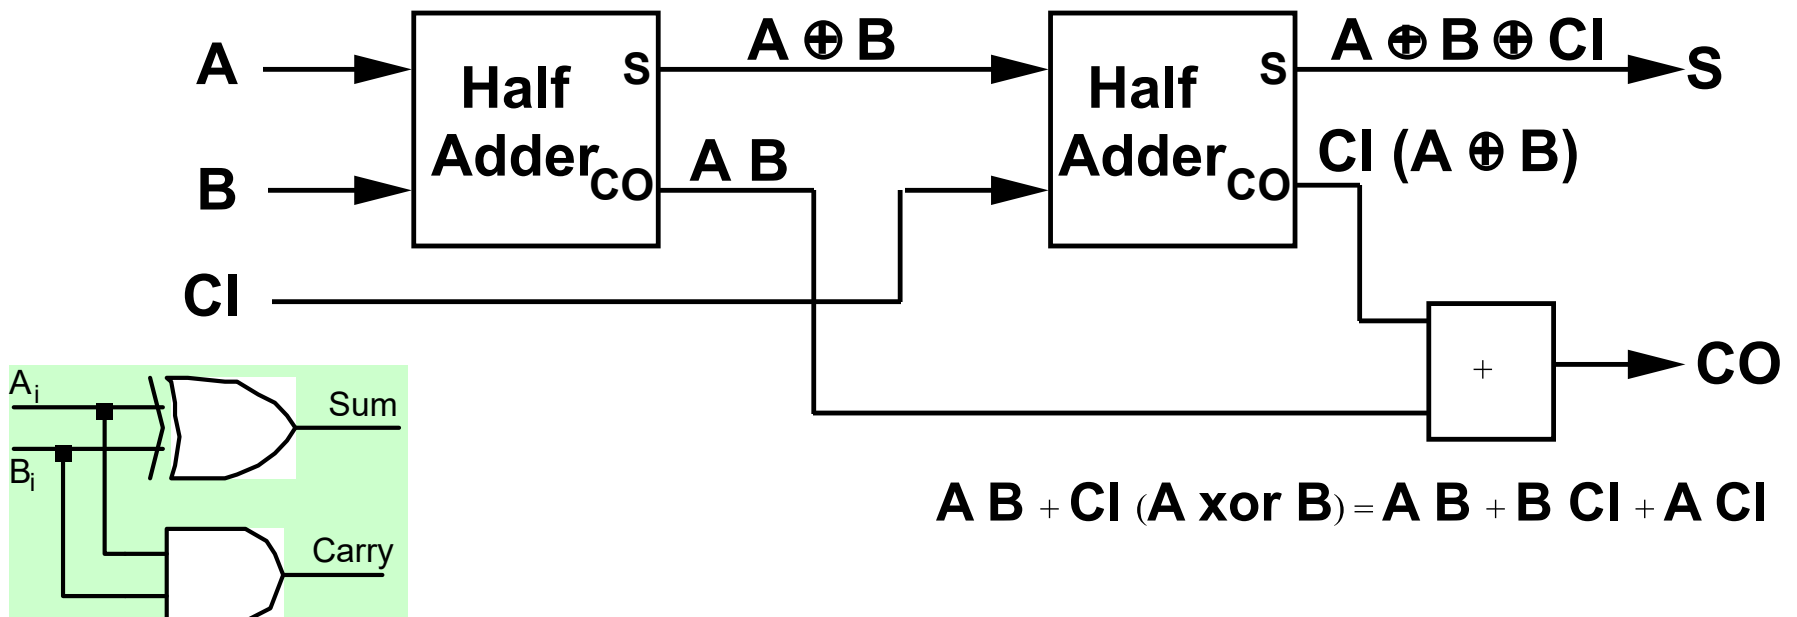 A
B
CI
Half
Adder
S
CO
A ⊕ B
A B
Half
Adder
S
CO
A ⊕ B ⊕ CI
S
CI (A ⊕ B)
+
CO
A B + CI (A xor B) = A B + B CI + A CI
Ai
Bi
Sum
Carry